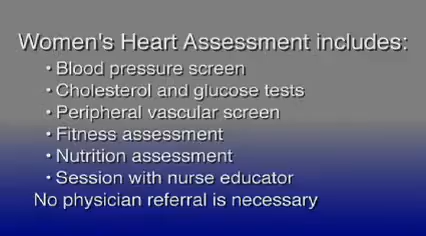 Women's Heart Assessment includes:
• Blood pressure screen
• Cholesterol and glucose tests
• Peripheral vascular screen
• Fitness assessment
• Nutrition assessment
• Session with nurse educator
No physician referral is necessary